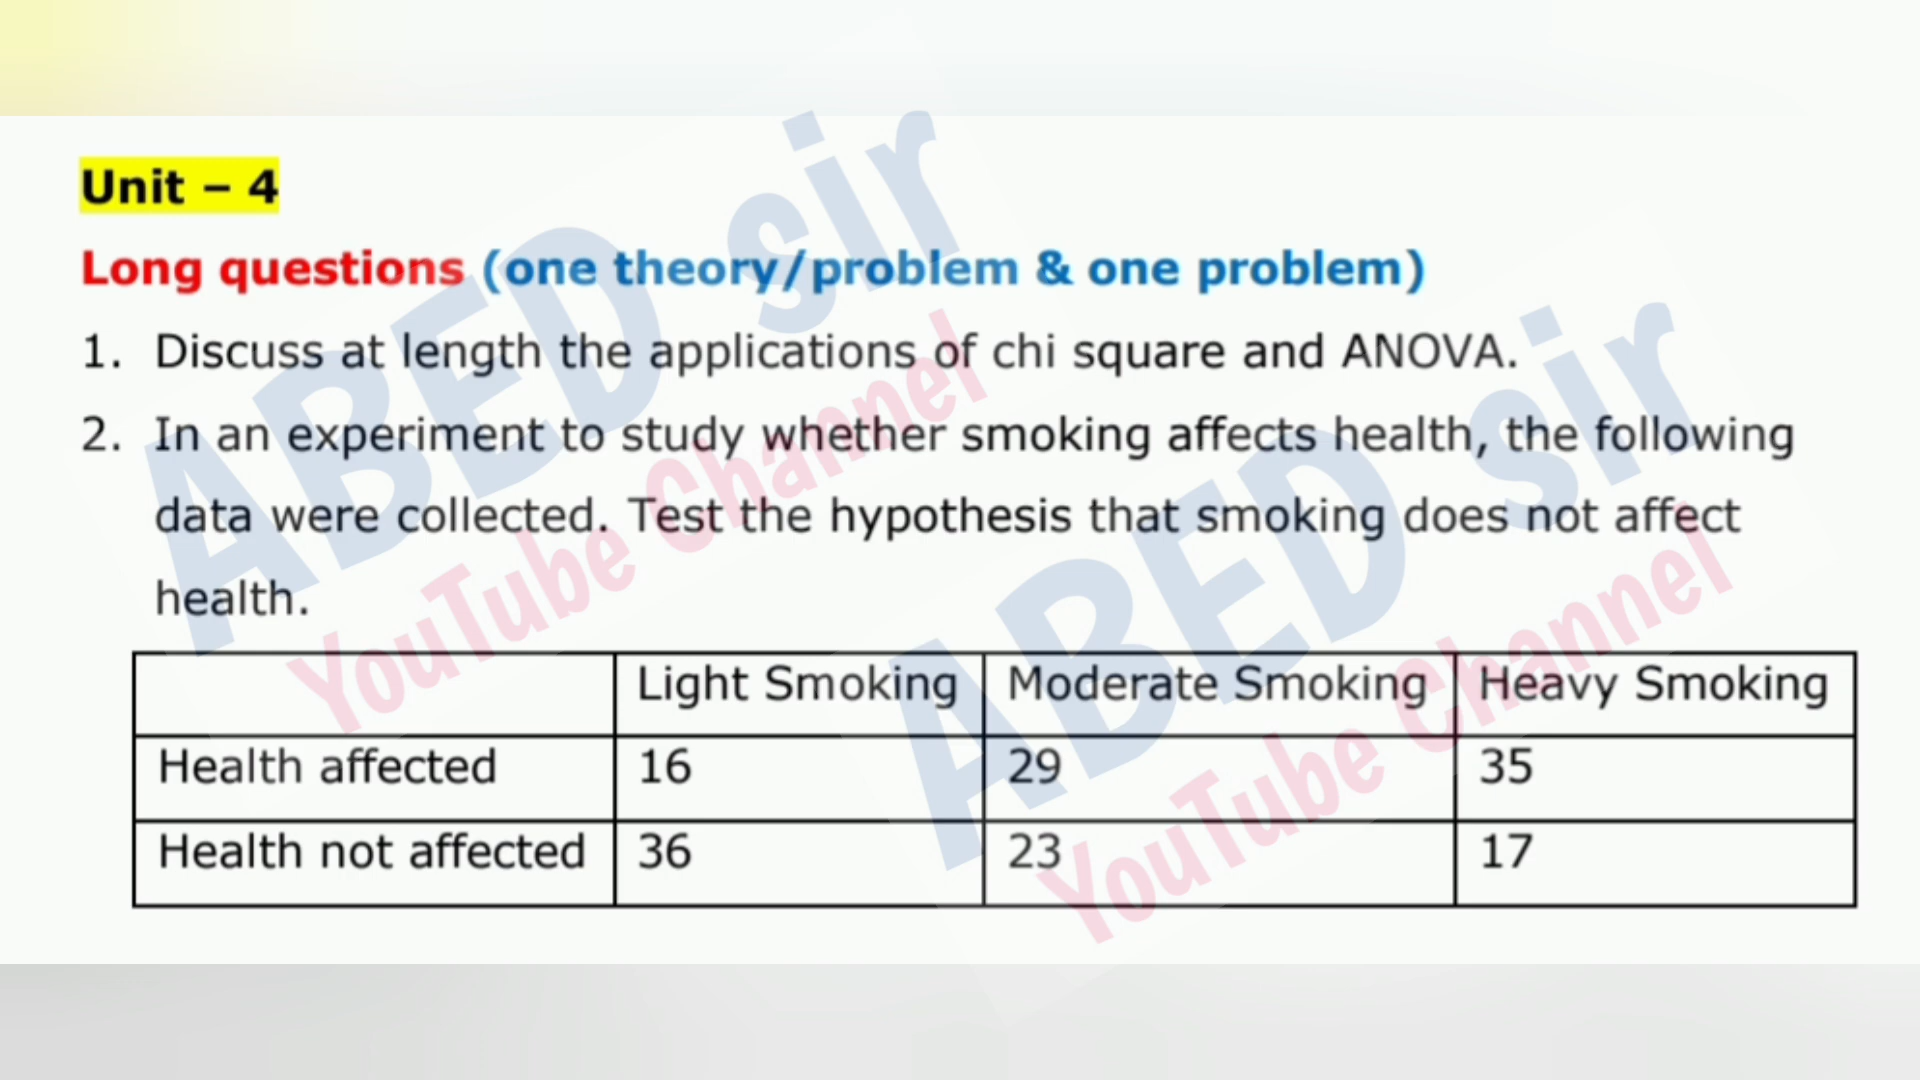 Unit – 4
Long questions (one theory/problem & one problem)
1. Discuss at length the applications of chi square and ANOVA.
2. In an experiment to study whether smoking affects health, the following
data were collected. Test the hypothesis that smoking does not affect
health.
Light Smoking Moderate Smoking Heavy Smoking
Health affected 16 29 35
Health not affected 36 23 17
ABED sir
YouTube Channel
ABED sir
YouTube Channel